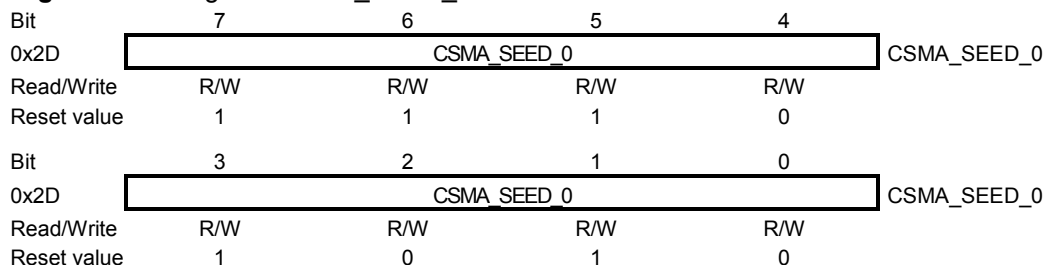 Bit 7 6 5 4
0x2D CSMA_SEED_0 CSMA_SEED_0
Read/Write R/W R/W R/W R/W
Reset value 1 1 1 0
Bit 3 2 1 0
0x2D CSMA_SEED_0 CSMA_SEED_0
Read/Write R/W R/W R/W R/W
Reset value 1 0 1 0